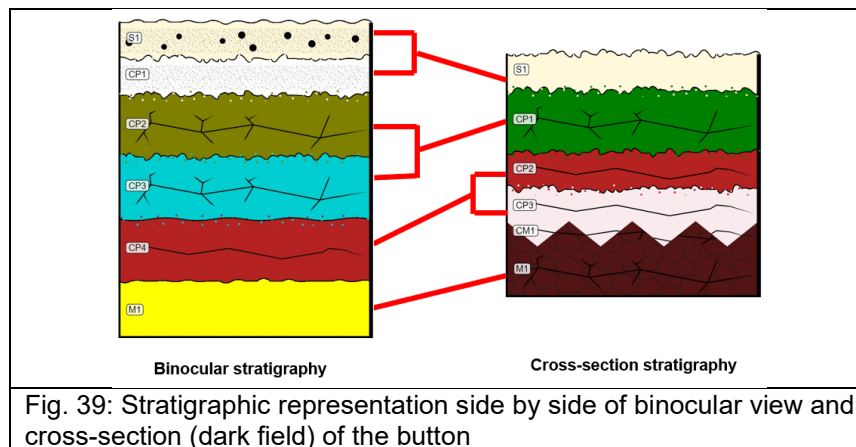 S1
CP1
CP2
CP3
CP4
M1
S1
CP1
CP2
CP3
CM1
M1
Binocular stratigraphy
Cross-section stratigraphy
Fig. 39: Stratigraphic representation side by side of binocular view and
cross-section (dark field) of the button